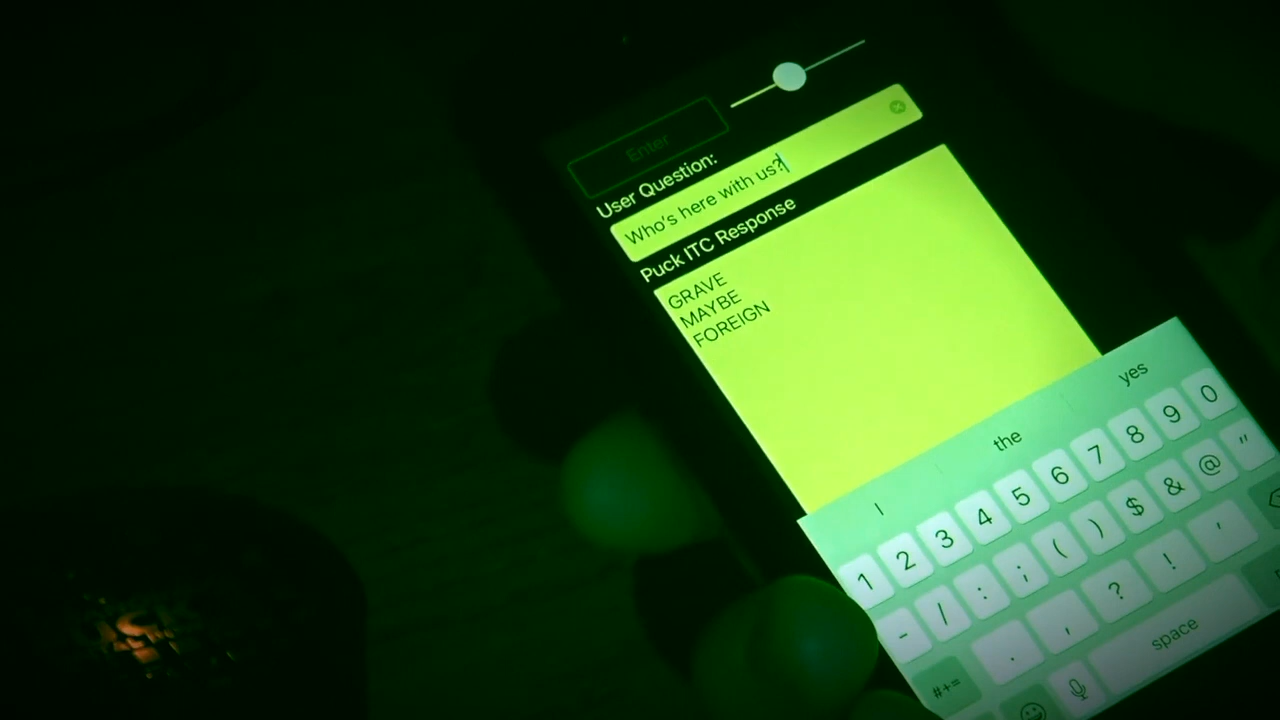 Enter
User Question:
Who's here with us?
Puck ITC Response
GRAVE
MAYBE
FOREIGN
I the yes
1 2 3 4 5 6 7 8 9 0
- / : ; ( ) $ & @ "
#+= . , ? ! '
space